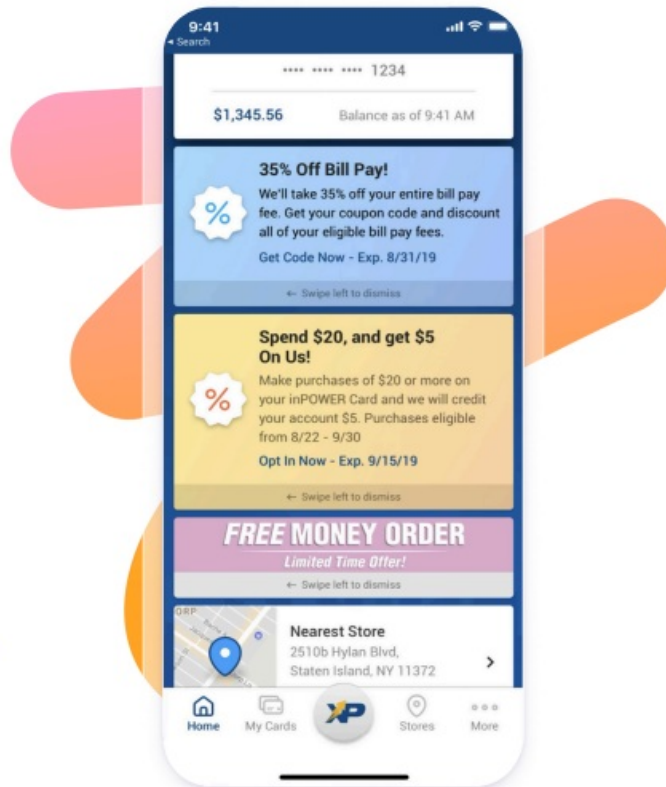 9:41
Search
•••• •••• •••• 1234
$1,345.56 Balance as of 9:41 AM
35% Off Bill Pay!
We'll take 35% off your entire bill pay
fee. Get your coupon code and discount
all of your eligible bill pay fees.
Get Code Now - Exp. 8/31/19
← Swipe left to dismiss
Spend $20, and get $5
On Us!
Make purchases of $20 or more on
your inPOWER Card and we will credit
your account $5. Purchases eligible
from 8/22 - 9/30
Opt In Now - Exp. 9/15/19
← Swipe left to dismiss
FREE MONEY ORDER
Limited Time Offer!
← Swipe left to dismiss
ORP
Nearest Store
2510b Hylan Blvd,
Staten Island, NY 11372
Home My Cards XP Stores More